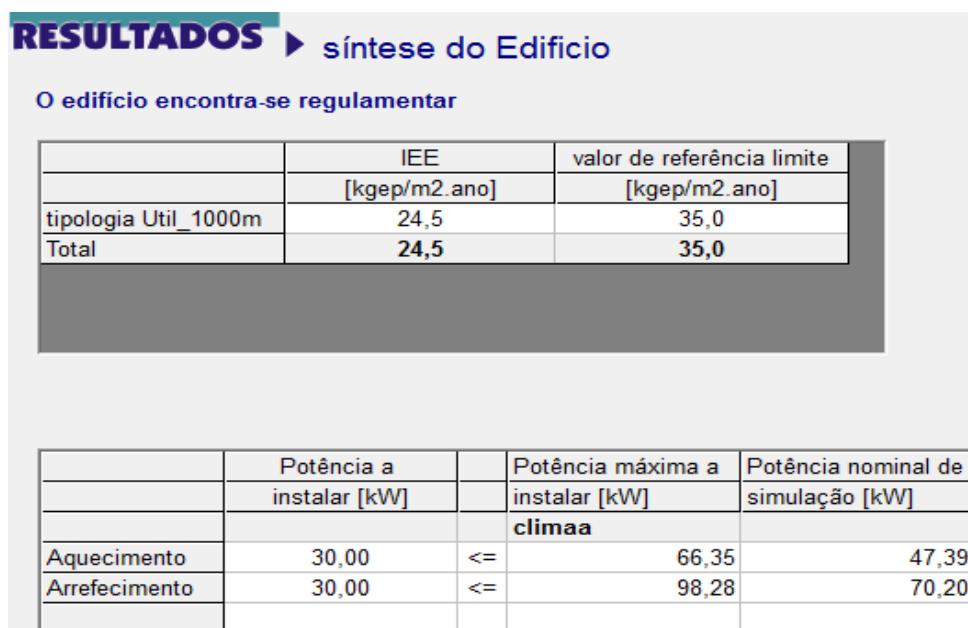 RESULTADOS síntese do Edificio
O edifício encontra-se regulamentar
IEE valor de referência limite
[kgep/m2.ano] [kgep/m2.ano]
tipologia Util_1000m 24,5 35,0
Total 24,5 35,0
Potência a Potência máxima a Potência nominal de
instalar [kW] instalar [kW] simulação [kW]
climaa
Aquecimento 30,00 <= 66,35 47,39
Arrefecimento 30,00 <= 98,28 70,20